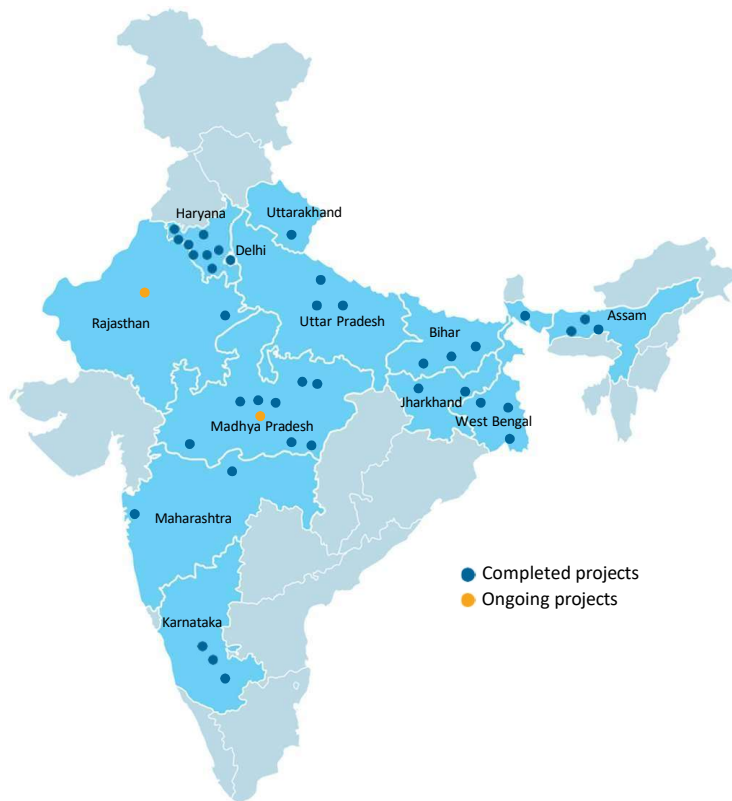 Haryana
Uttarakhand
Delhi
Rajasthan
Uttar Pradesh
Bihar
Assam
Jharkhand
West Bengal
Madhya Pradesh
Maharashtra
Completed projects
Ongoing projects
Karnataka